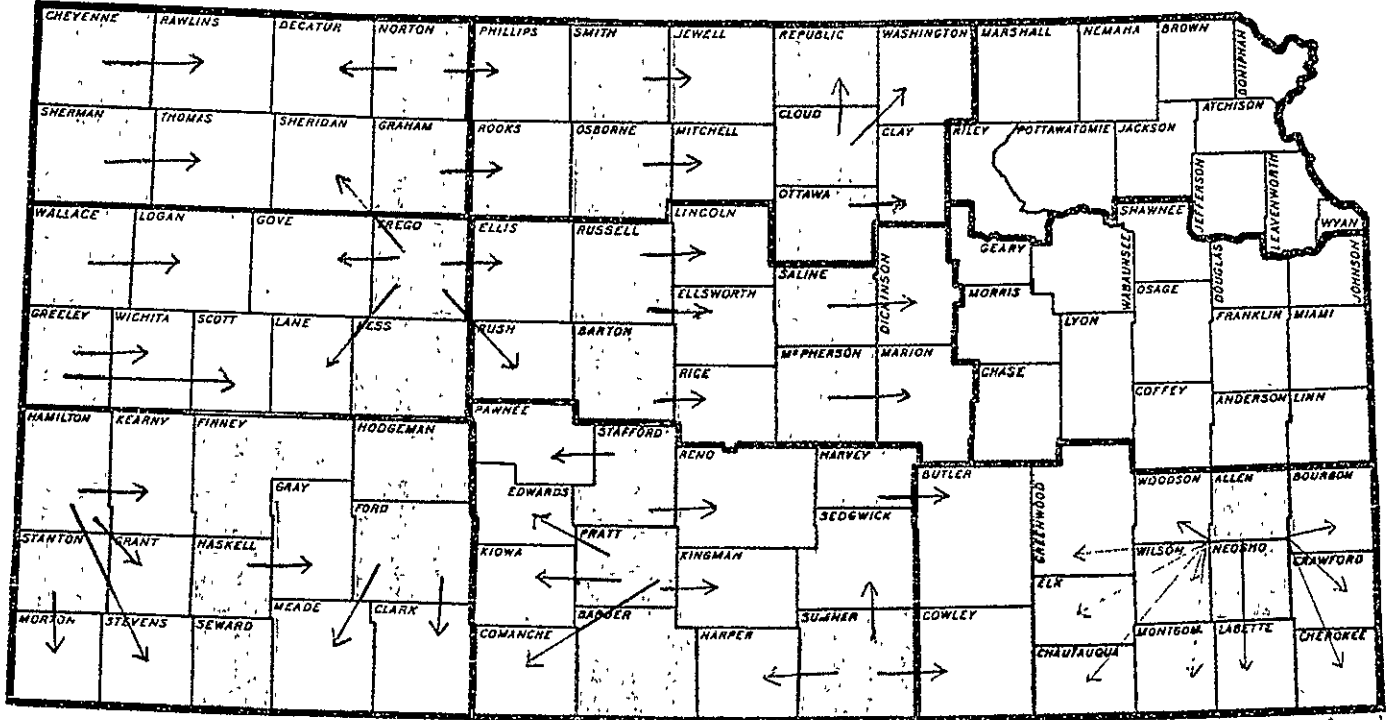 CHEYENNE RAWLINS DECATUR NORTON PHILLIPS SMITH JEWELL REPUBLIC WASHINGTON MARSHALL NEMAHA BROWN DONIPHAN
SHERMAN THOMAS SHERIDAN GRAHAM ROOKS OSBORNE MITCHELL CLOUD CLAY RILEY POTTAWATOMIE JACKSON ATCHISON
OTTAWA JEFFERSON LEAVENWORTH
WALLACE LOGAN GOVE TREGO ELLIS RUSSELL LINCOLN SHAWNEE WYAN
SALINE DICKINSON GEARY WABAUNSEE DOUGLAS JOHNSON
ELLSWORTH MORRIS OSAGE
GREELEY WICHITA SCOTT LANE NESS RUSH BARTON LYON FRANKLIN MIAMI
RICE McPHERSON MARION CHASE COFFEY ANDERSON LINN
HAMILTON KEARNY FINNEY HODGEMAN PAWNEE STAFFORD
RENO HARVEY BUTLER GREENWOOD WOODSON ALLEN BOURBON
GRAY FORD EDWARDS SEDGWICK
STANTON GRANT HASKELL KIOWA PRATT KINGMAN WILSON NEOSHO CRAWFORD
ELK
MORTON STEVENS SEWARD MEADE CLARK COMANCHE BARBER HARPER SUMNER COWLEY CHAUTAUQUA MONTGOM LABETTE CHEROKEE